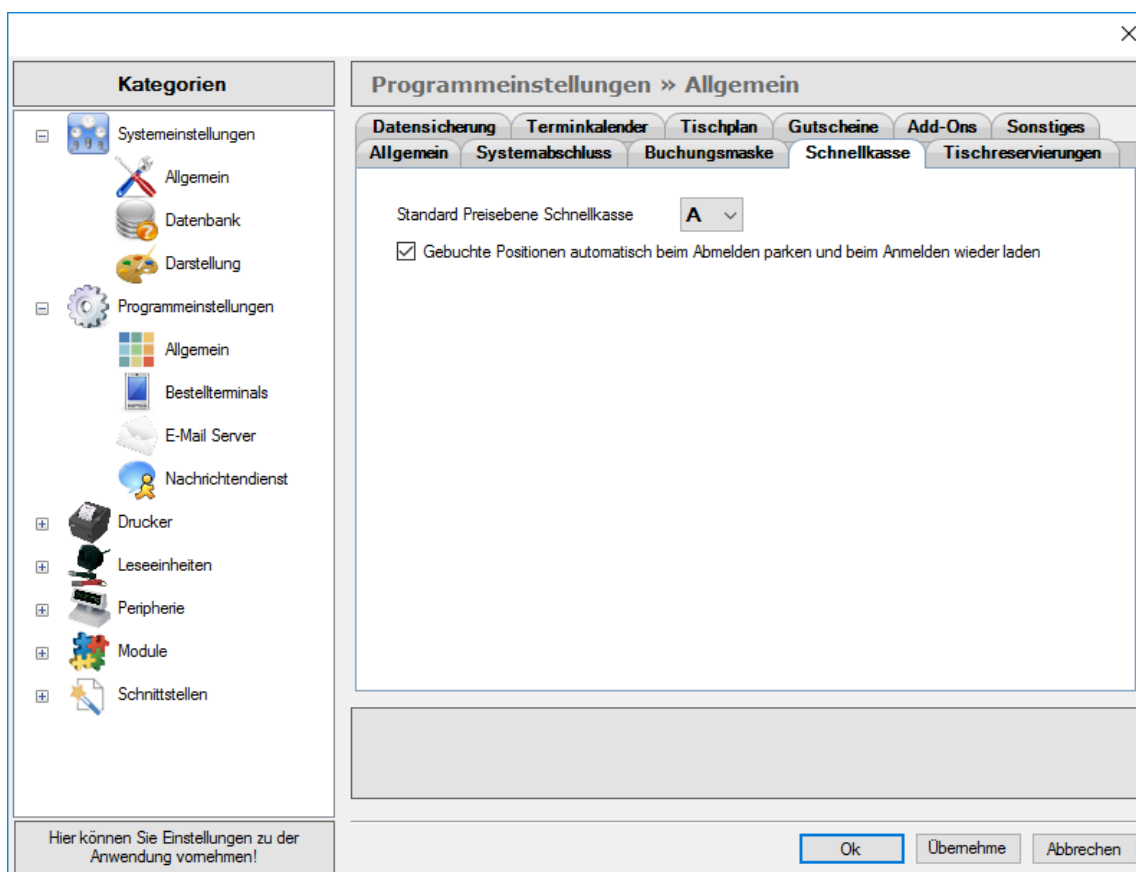 Kategorien
Systemeinstellungen
Allgemein
Datenbank
Darstellung
Programmeinstellungen
Allgemein
Bestellterminals
E-Mail Server
Nachrichtendienst
Drucker
Leseeinheiten
Peripherie
Module
Schnittstellen
Hier können Sie Einstellungen zu der
Anwendung vornehmen!
Programmeinstellungen » Allgemein
Datensicherung Terminkalender Tischplan Gutscheine Add-Ons Sonstiges
Allgemein Systemabschluss Buchungsmaske Schnellkasse Tischreservierungen
Standard Preisebene Schnellkasse A
Gebuchte Positionen automatisch beim Abmelden parken und beim Anmelden wieder laden
Ok Übernehme Abbrechen